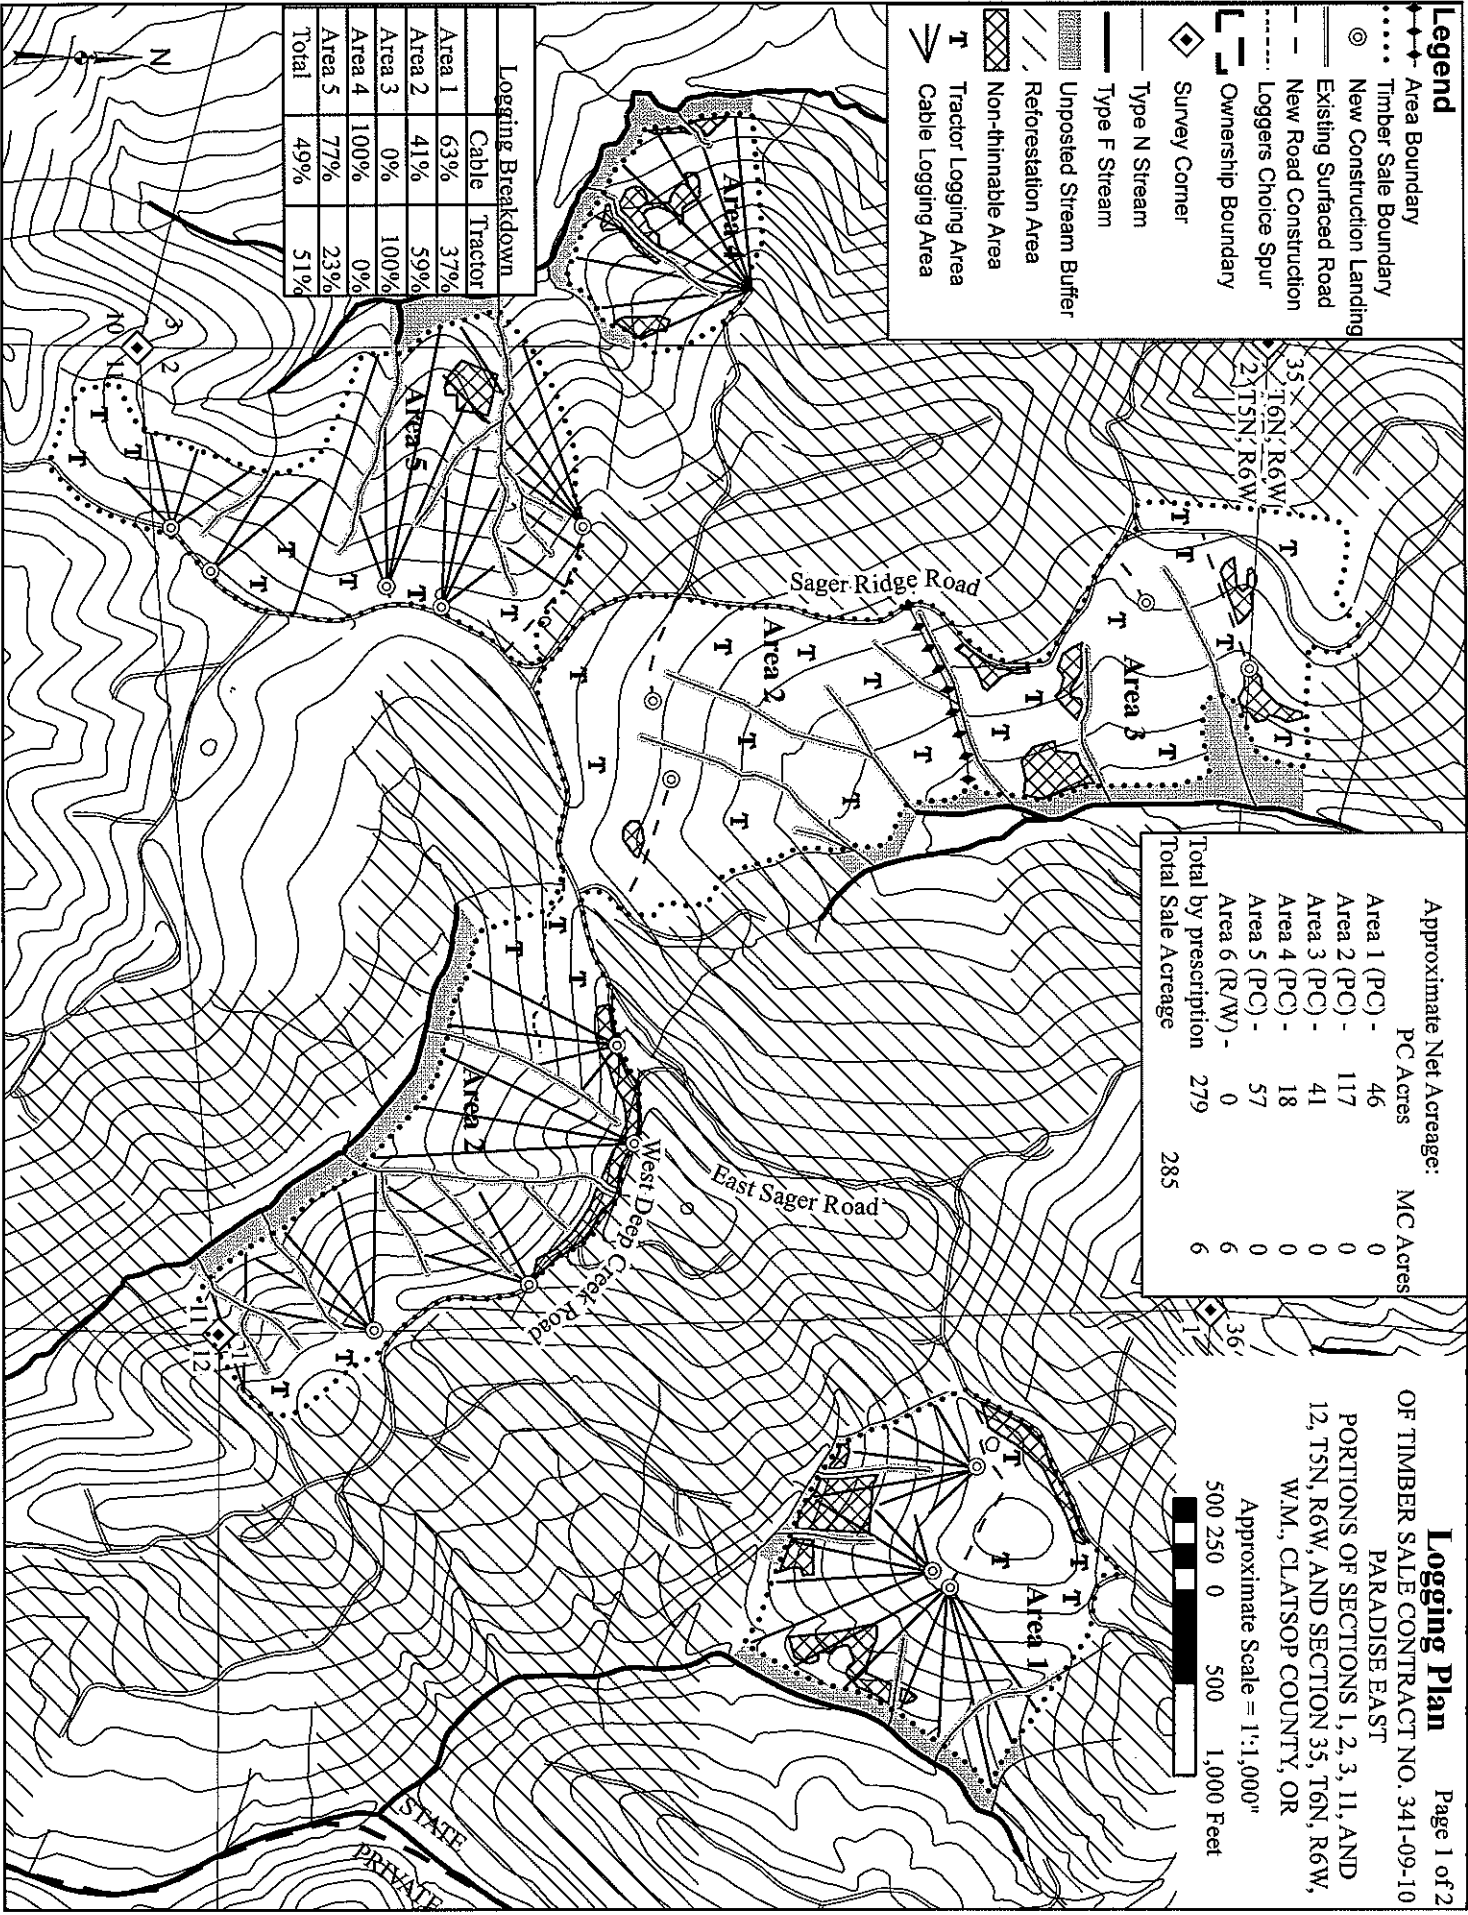 Legend
Area Boundary
Timber Sale Boundary
New Construction Landing
Existing Surfaced Road
New Road Construction
Loggers Choice Spur
Ownership Boundary
Survey Corner
Type N Stream
Type F Stream
Unposted Stream Buffer
Reforestation Area
Non-thinnable Area
T Tractor Logging Area
Cable Logging Area
Approximate Net Acreage:
PC Acres MC Acres
Area 1 (PC) - 46 0
Area 2 (PC) - 117 0
Area 3 (PC) - 41 0
Area 4 (PC) - 18 0
Area 5 (PC) - 57 0
Area 6 (R/W) - 0 6
Total by prescription 279 6
Total Sale Acreage 285
Logging Plan
Page 1 of 2
OF TIMBER SALE CONTRACT NO. 341-09-10
PARADISE EAST
PORTIONS OF SECTIONS 1, 2, 3, 11, AND
12, T5N, R6W, AND SECTION 35, T6N, R6W,
W.M., CLATSOP COUNTY, OR
Approximate Scale = 1":1,000"
500 250 0 500 1,000 Feet
Logging Breakdown
Cable Tractor
Area 1 63% 37%
Area 2 41% 59%
Area 3 0% 100%
Area 4 100% 0%
Area 5 77% 23%
Total 49% 51%
N
35 T6N, R6W
2 T5N, R6W
36
1
Area 4
Area 3
Area 2
Area 1
Area 5
Area 2
Sager Ridge Road
East Sager Road
West Deep Creek Road
3 2
10 11
11 12
STATE
PRIVATE